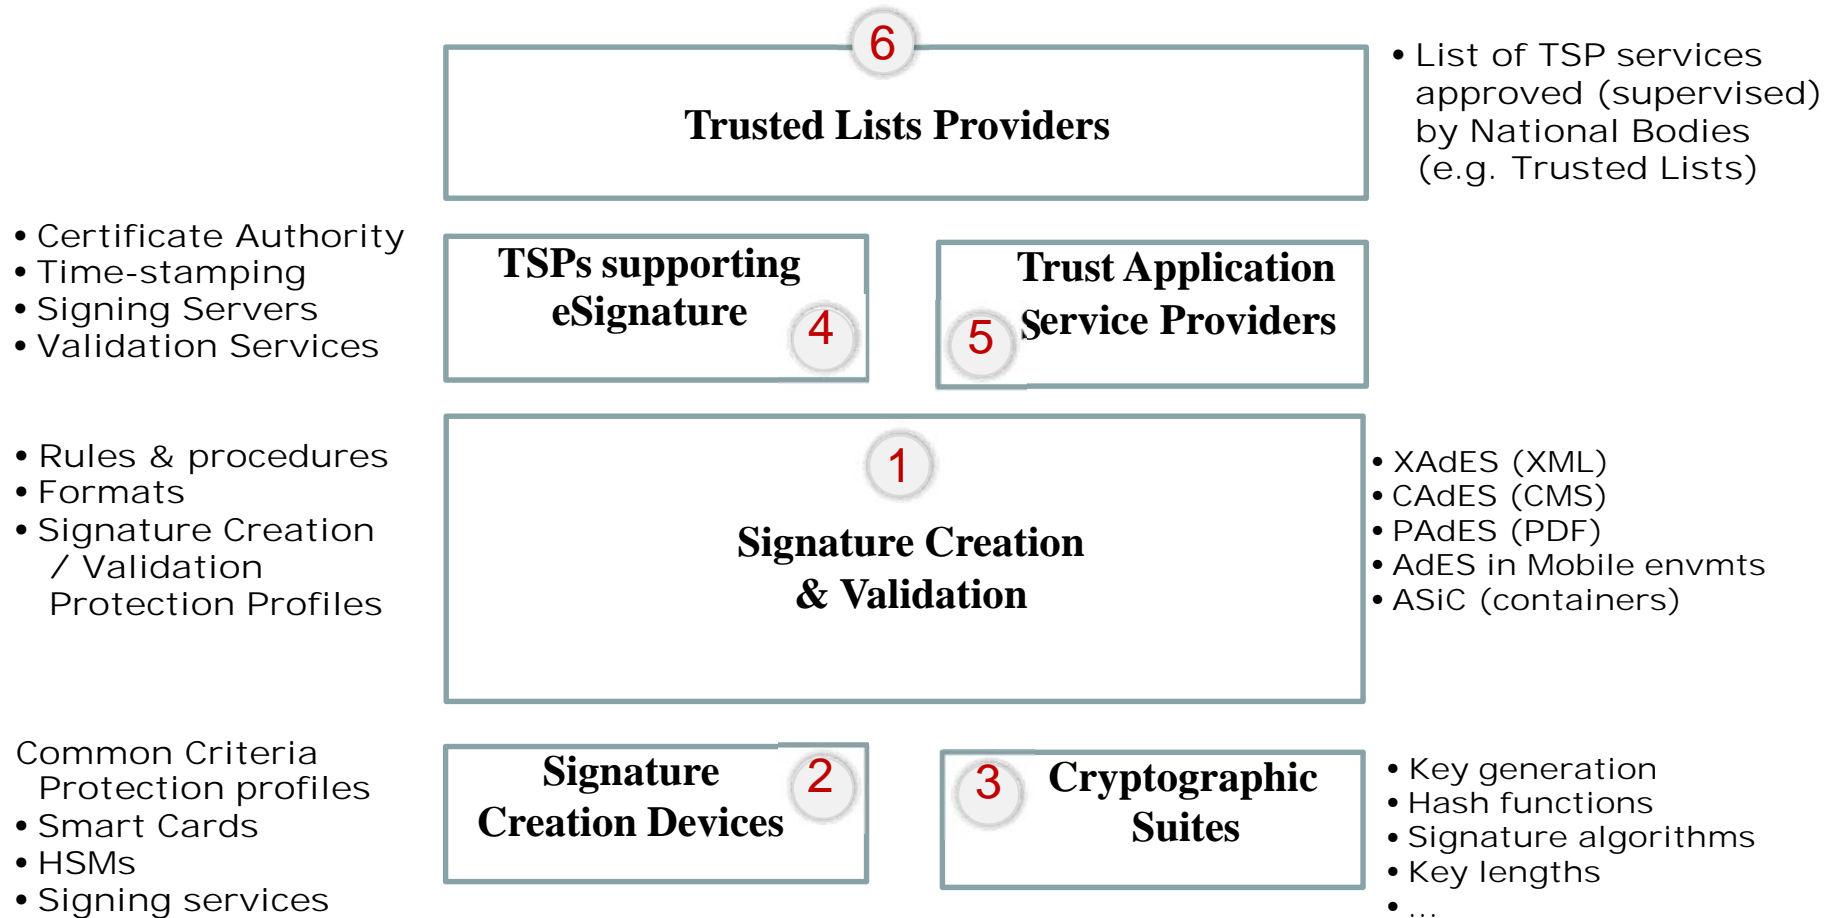 6
Trusted Lists Providers
• List of TSP services
approved (supervised)
by National Bodies
(e.g. Trusted Lists)
• Certificate Authority
• Time-stamping
• Signing Servers
• Validation Services
TSPs supporting
eSignature
4
Trust Application
Service Providers
5
• Rules & procedures
• Formats
• Signature Creation
/ Validation
Protection Profiles
1
Signature Creation
& Validation
• XAdES (XML)
• CAdES (CMS)
• PAdES (PDF)
• AdES in Mobile envmts
• ASiC (containers)
Common Criteria
Protection profiles
• Smart Cards
• HSMs
• Signing services
Signature
Creation Devices
2
3
Cryptographic
Suites
• Key generation
• Hash functions
• Signature algorithms
• Key lengths
• ...